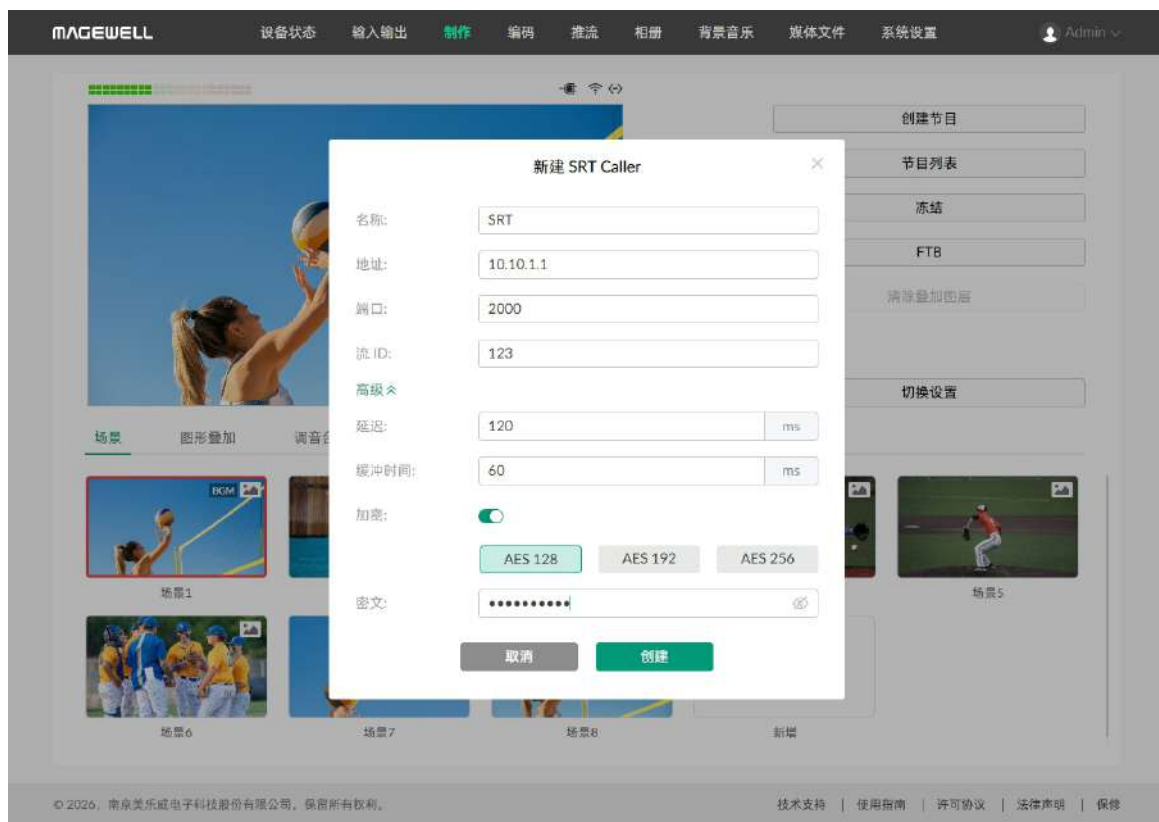 MAGEWELL 设备状态 输入输出 制作 编码 推流 相册 背景音乐 媒体文件 系统设置 Admin
创建节目
节目列表
冻结
FTB
清除叠加图层
切换设置
新建 SRT Caller
名称: SRT
地址: 10.10.1.1
端口: 2000
流 ID: 123
高级
延迟: 120 ms
缓冲时间: 60 ms
加密:
AES 128 AES 192 AES 256
密文: ••••••••••
取消 创建
场景 图形叠加 调音
BGM
场景1 场景5
场景6 场景7 场景8 新增
© 2026, 南京美乐威电子科技股份有限公司。保留所有权利。 技术支持 | 使用指南 | 许可协议 | 法律声明 | 保修